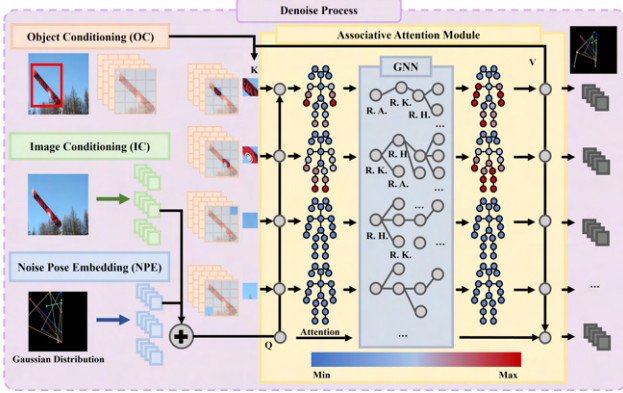 Denoise Process
Object Conditioning (OC)
Associative Attention Module
K
GNN
V
R. A.
R. K.
R. H.
...
Image Conditioning (IC)
R. H
R. K.
R. A.
...
...
R. H.
R. K.
...
Noise Pose Embedding (NPE)
...
Gaussian Distribution
Q
Attention
...
Min
Max